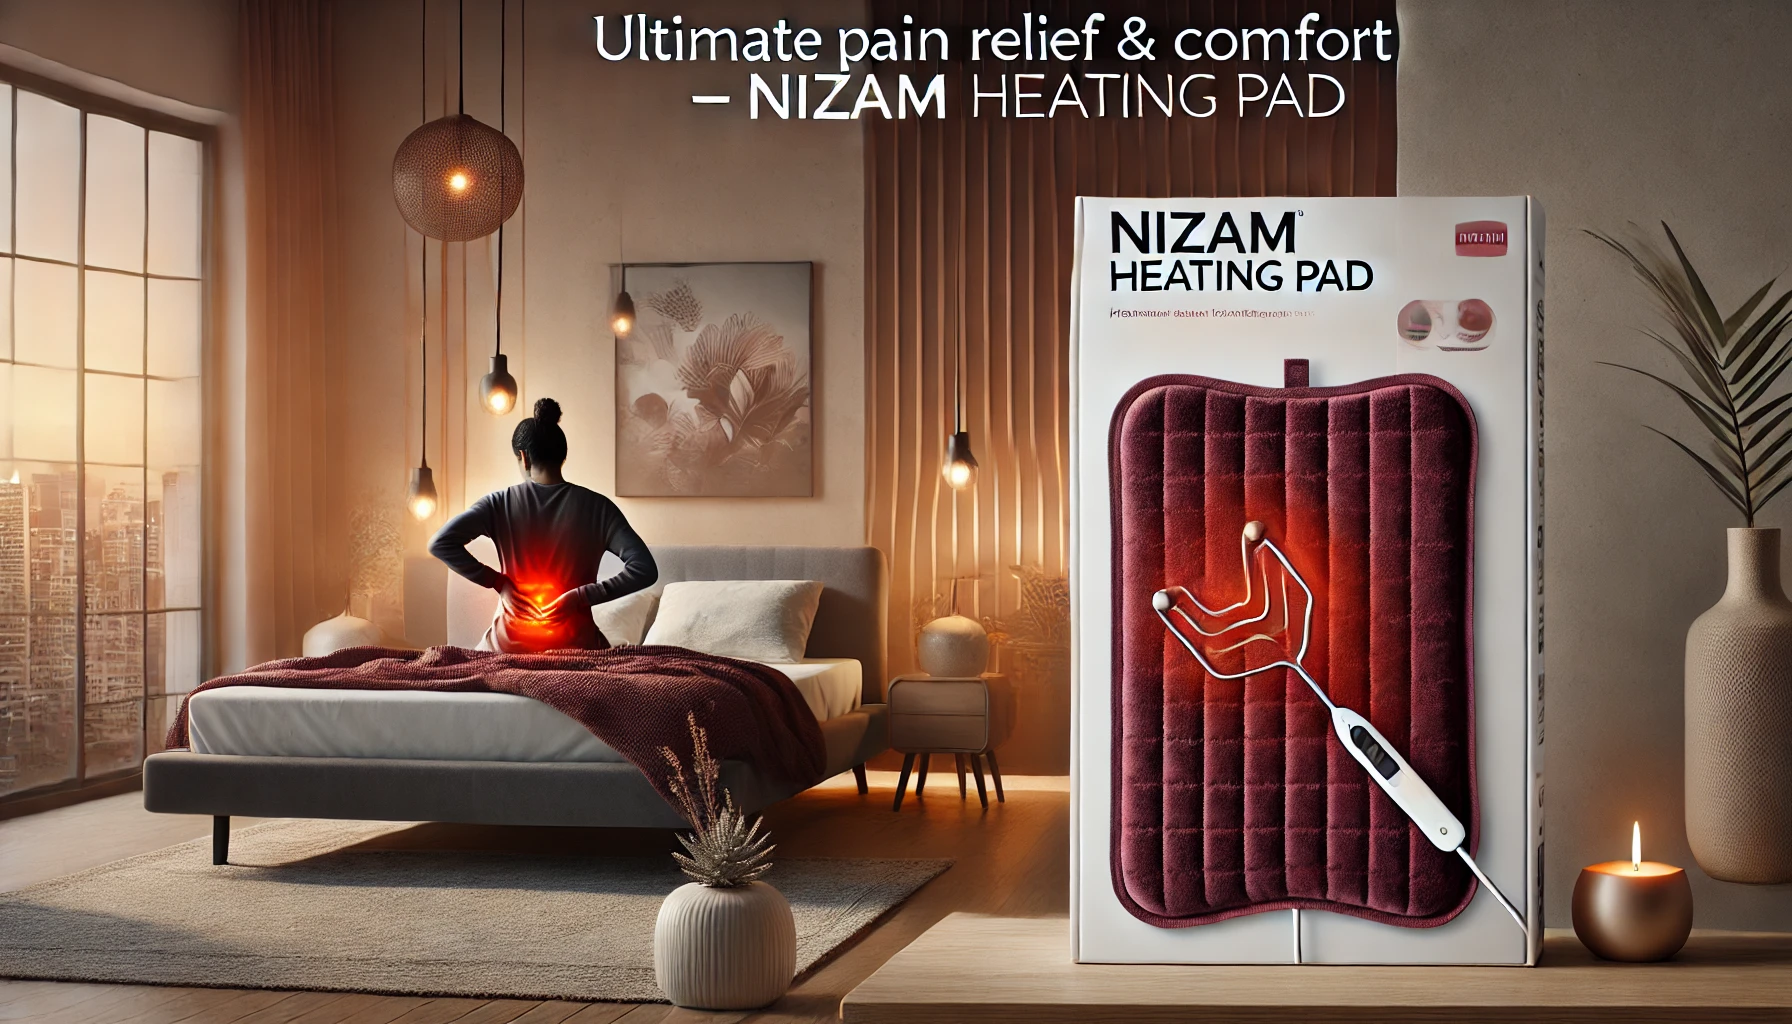 Ultimate pain relief & comfort
– NIZAM HEATING PAD
NIZAM
HEATING PAD